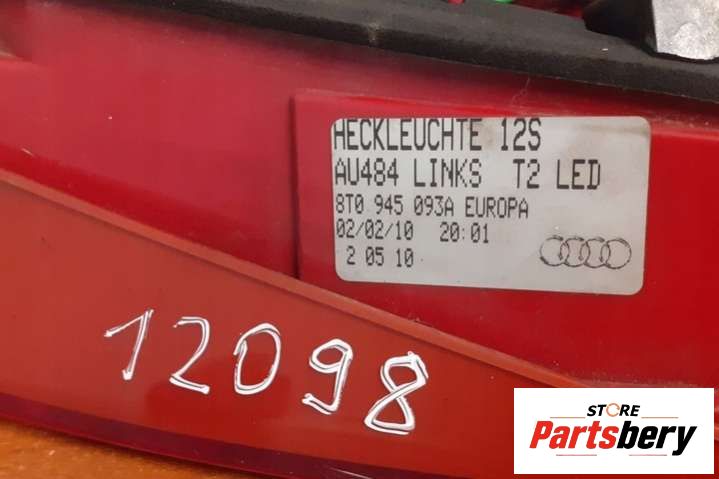 HECKLEUCHTE 12S
AU484 LINKS T2 LED
8T0 945 093A EUROPA
02/02/10 20:01
2 05 10
12098
STORE
Partsbery